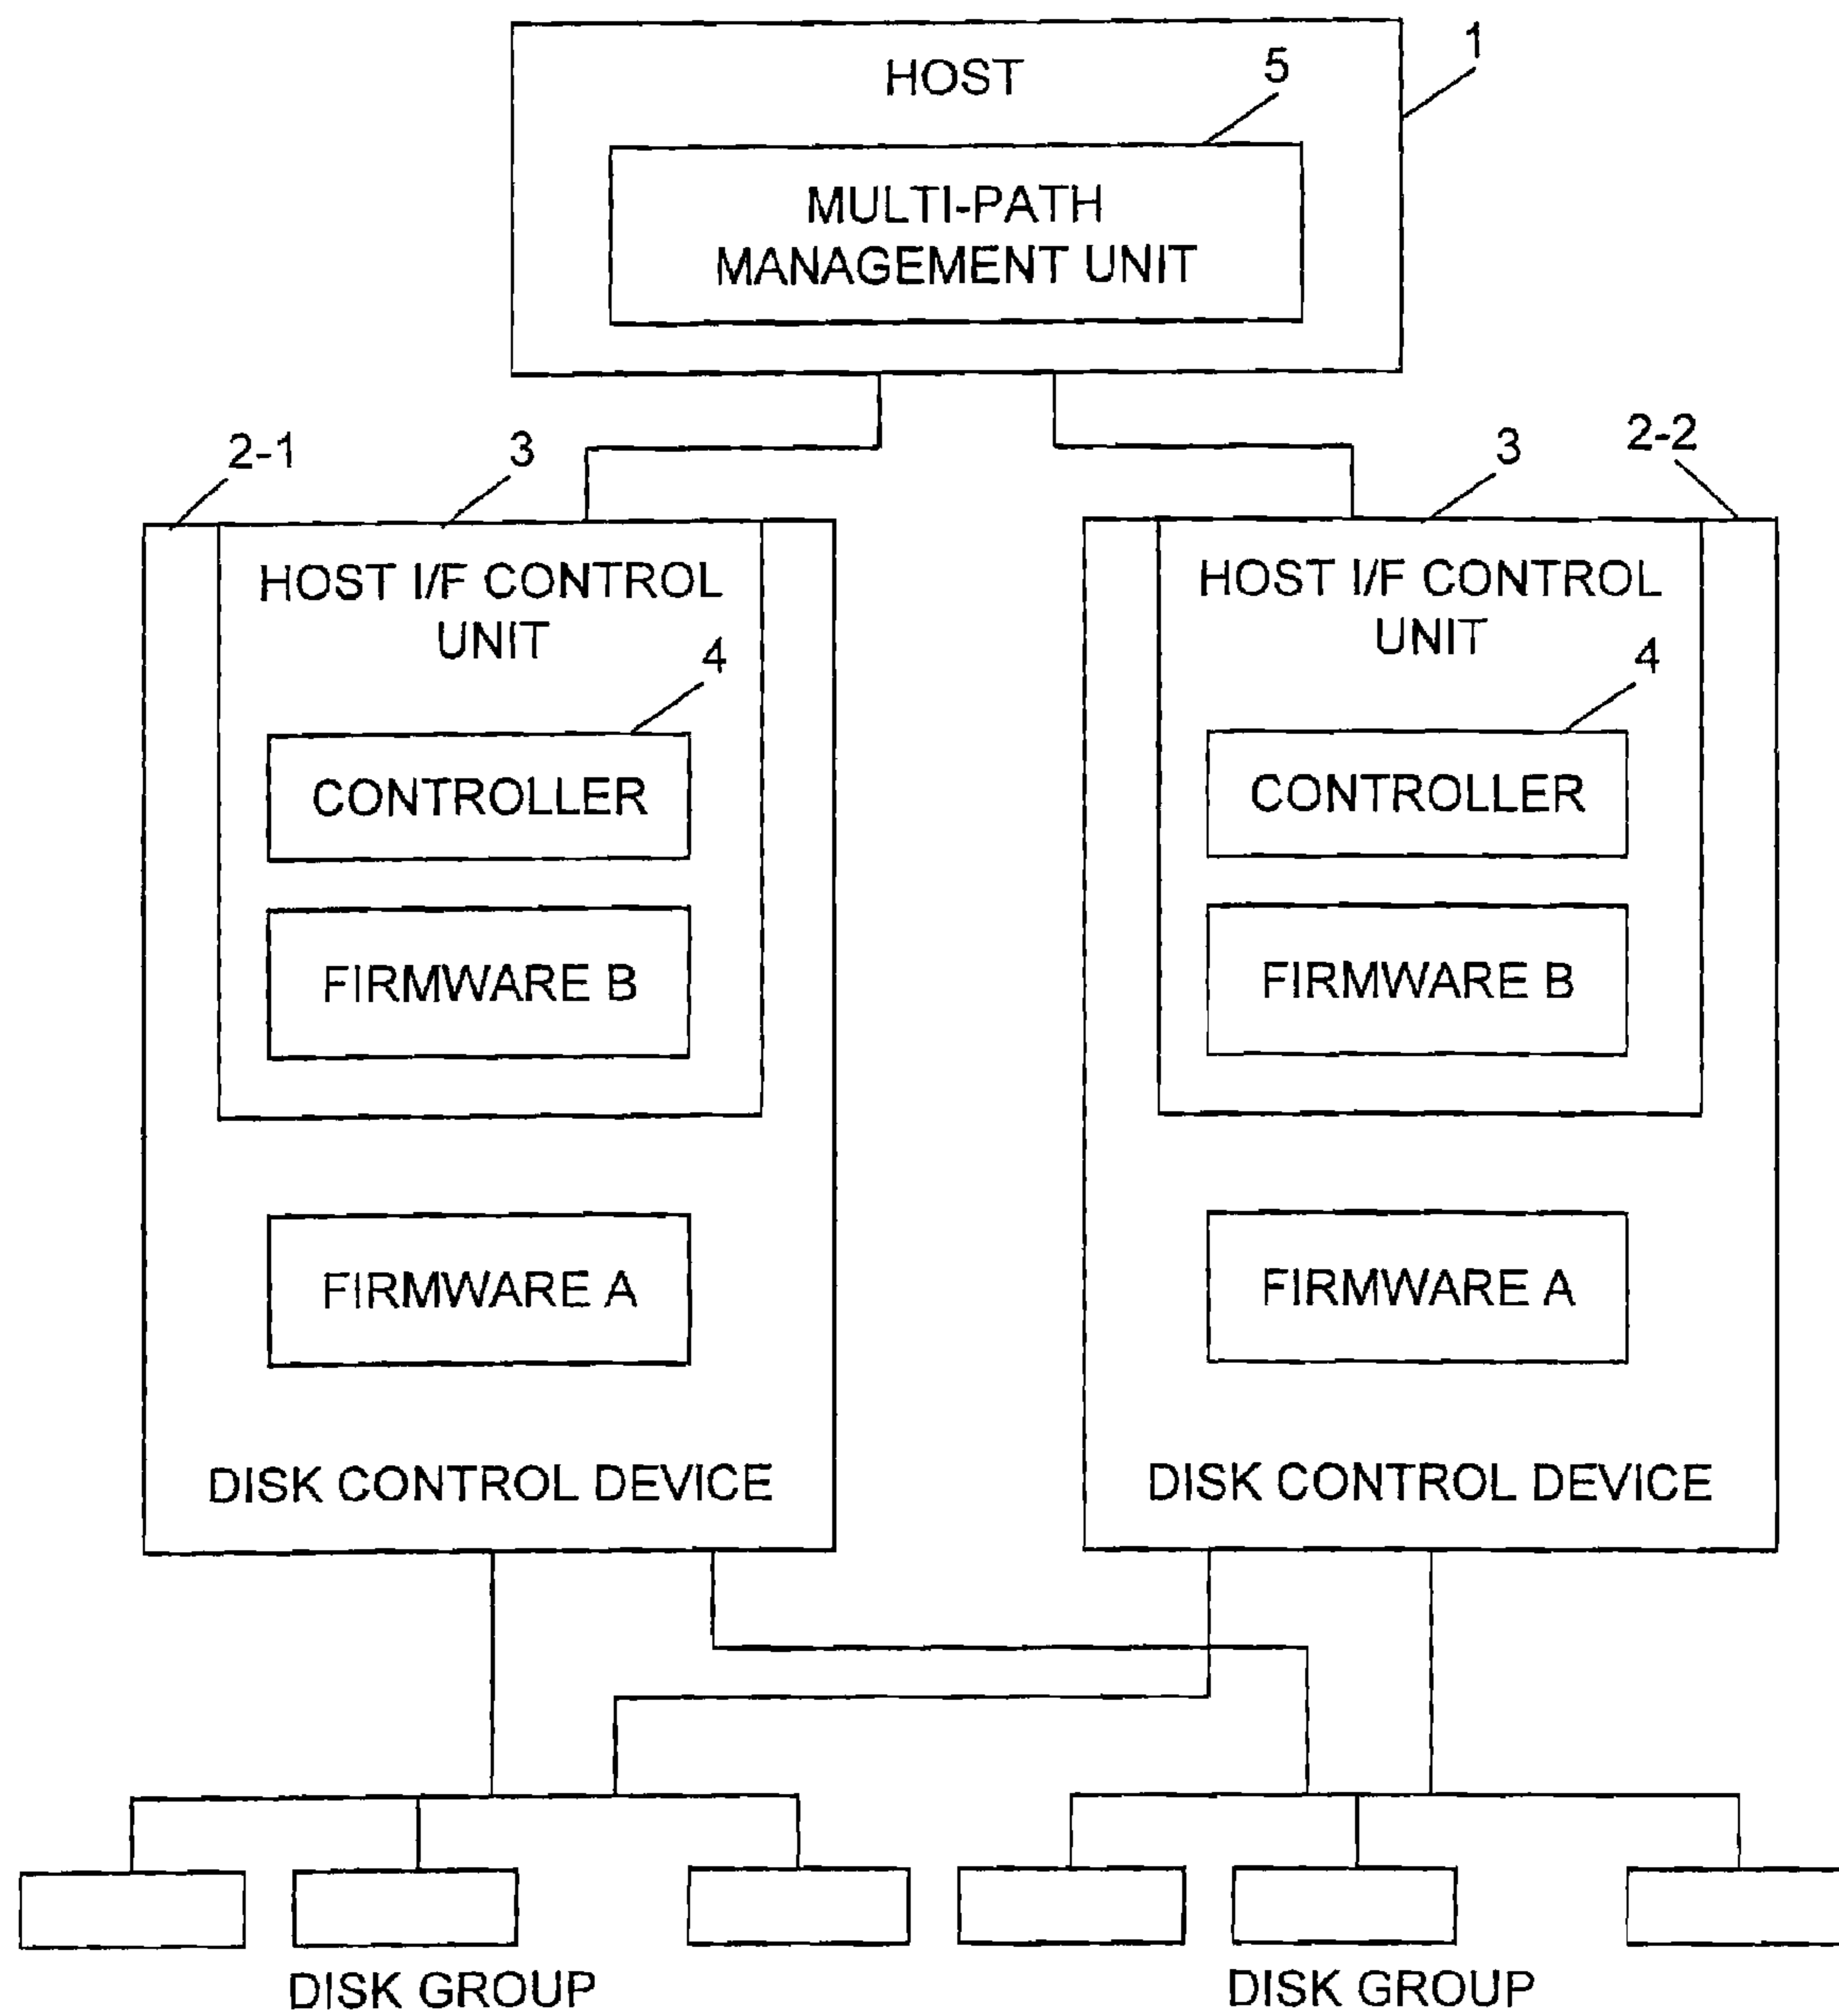 1
HOST
5
MULTI-PATH
MANAGEMENT UNIT
2-1
3
HOST I/F CONTROL
UNIT
4
CONTROLLER
FIRMWARE B
FIRMWARE A
DISK CONTROL DEVICE
3
2-2
HOST I/F CONTROL
UNIT
4
CONTROLLER
FIRMWARE B
FIRMWARE A
DISK CONTROL DEVICE
DISK GROUP
DISK GROUP